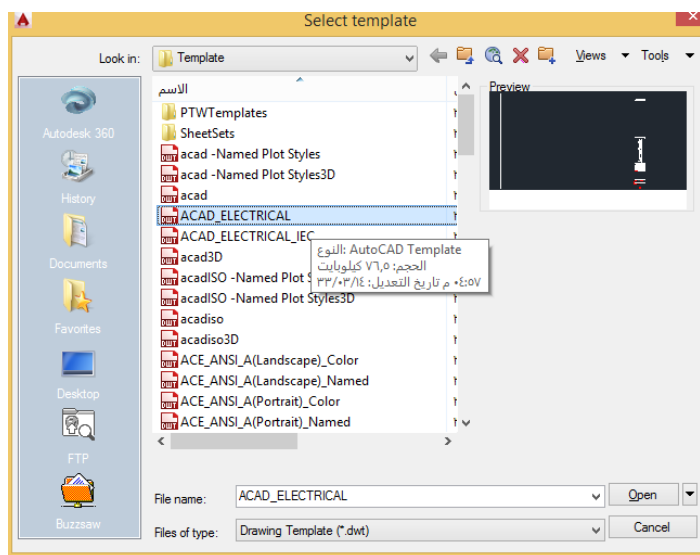 Select template
Look in:
Template
Views
Tools
Autodesk 360
History
Documents
Favorites
Desktop
FTP
Buzzsaw
الاسم
PTWTemplates
SheetSets
acad -Named Plot Styles
acad -Named Plot Styles3D
acad
ACAD_ELECTRICAL
ACAD_ELECTRICAL_IEC
acad3D
acadISO -Named Plot S
acadISO -Named Plot Styles3D
acadiso
acadiso3D
ACE_ANSI_A(Landscape)_Color
ACE_ANSI_A(Landscape)_Named
ACE_ANSI_A(Portrait)_Color
ACE_ANSI_A(Portrait)_Named
النوع: AutoCAD Template
الحجم: ٧٦,٥ كيلوبايت
تاريخ التعديل: ٣٣/٠٣/١٤ ٠٤:٥٧ م
Preview
File name:
ACAD_ELECTRICAL
Open
Files of type:
Drawing Template (*.dwt)
Cancel